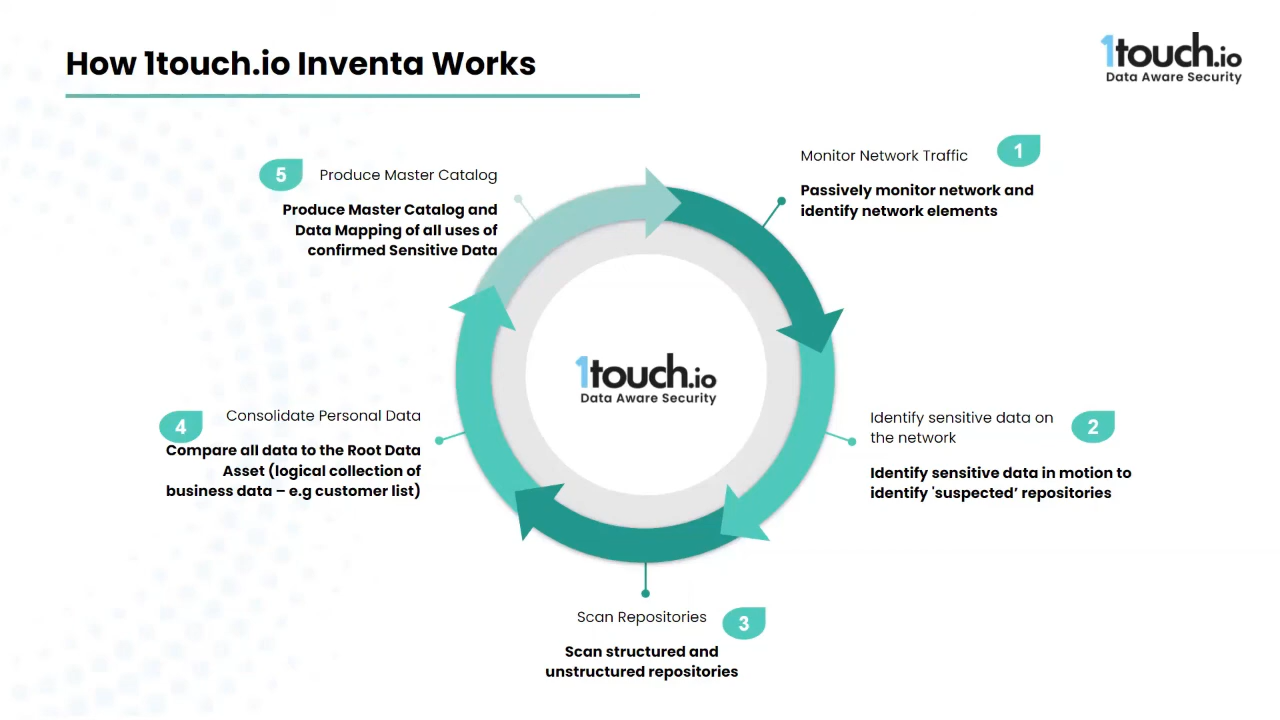 How 1touch.io Inventa Works
1touch.io
Data Aware Security
1
Monitor Network Traffic
Passively monitor network and
identify network elements
2
Identify sensitive data on
the network
Identify sensitive data in motion to
identify 'suspected’ repositories
3
Scan Repositories
Scan structured and
unstructured repositories
4
Consolidate Personal Data
Compare all data to the Root Data
Asset (logical collection of
business data – e.g customer list)
5
Produce Master Catalog
Produce Master Catalog and
Data Mapping of all uses of
confirmed Sensitive Data
1touch.io
Data Aware Security